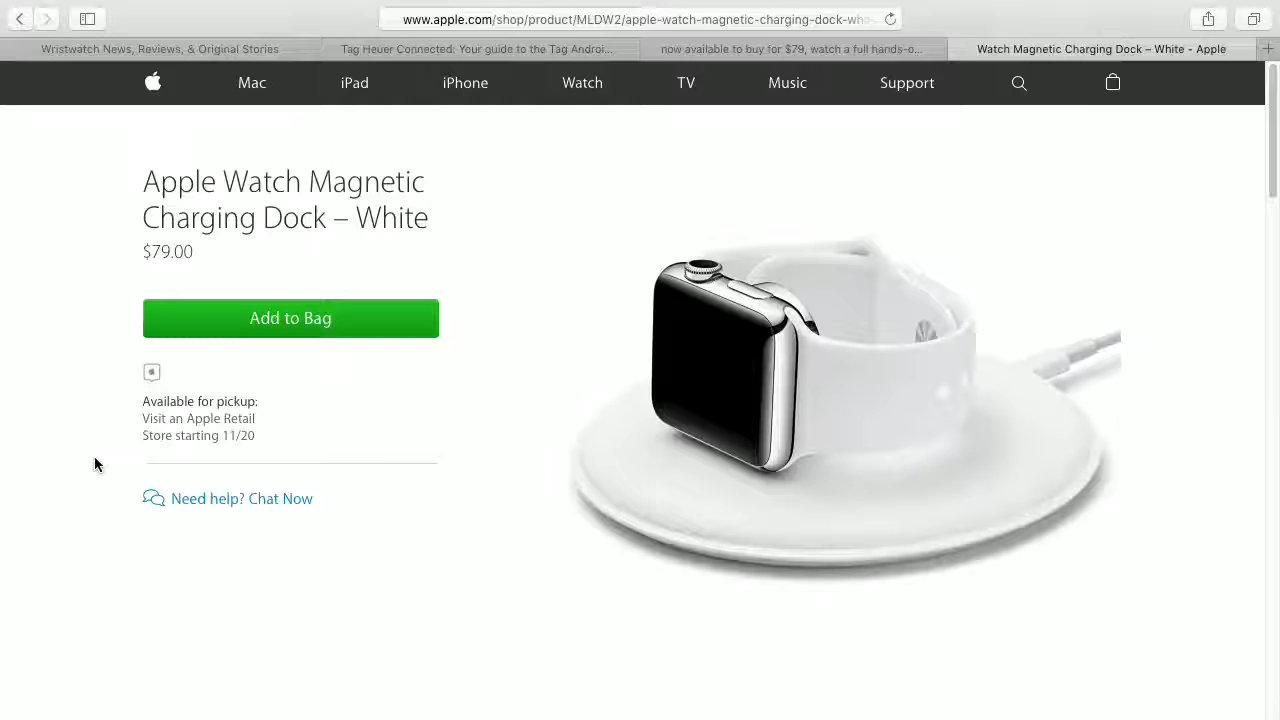 www.apple.com/shop/product/MLDW2/apple-watch-magnetic-charging-dock-
Wristwatch News, Reviews, & Original Stories
Tag Heuer Connected: Your guide to the Tag Androi...
now available to buy for $79, watch a full hands-o...
Watch Magnetic Charging Dock – White - Apple
Mac
iPad
iPhone
Watch
TV
Music
Support
Apple Watch Magnetic
Charging Dock – White
$79.00
Add to Bag
Available for pickup:
Visit an Apple Retail
Store starting 11/20
Need help? Chat Now